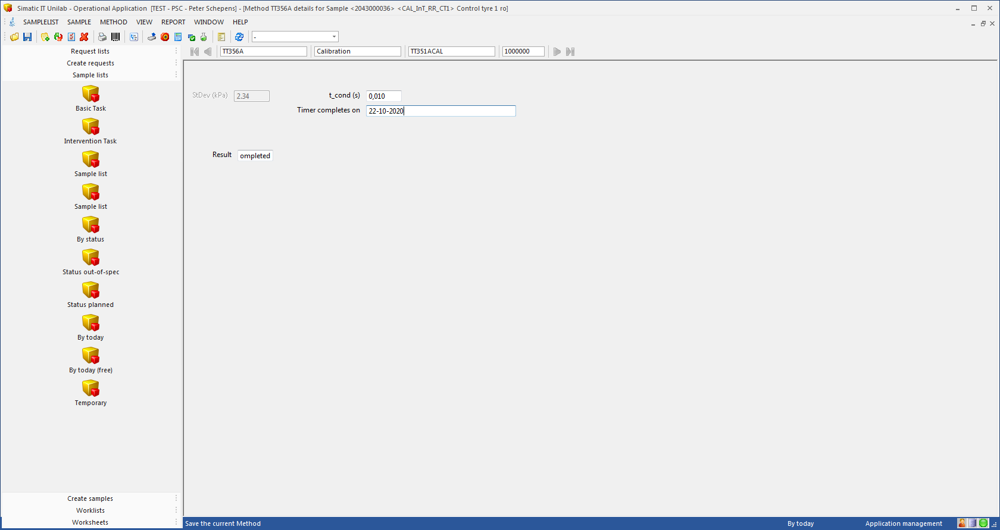 Simatic IT Unilab - Operational Application [TEST - PSC - Peter Schepens] - [Method TT356A details for Sample <2043000036> <CAL_InT_RR_CT1> Control tyre 1 ro]
SAMPLELIST SAMPLE METHOD VIEW REPORT WINDOW HELP
-
Request lists
Create requests
Sample lists
Basic Task
Intervention Task
Sample list
Sample list
By status
Status out-of-spec
Status planned
By today
By today (free)
Temporary
Create samples
Worklists
Worksheets
TT356A Calibration TT351ACAL 1000000
StDev (kPa) 2.34 t_cond (s) 0,010
Timer completes on 22-10-2020
Result ompleted
Save the current Method By today Application management